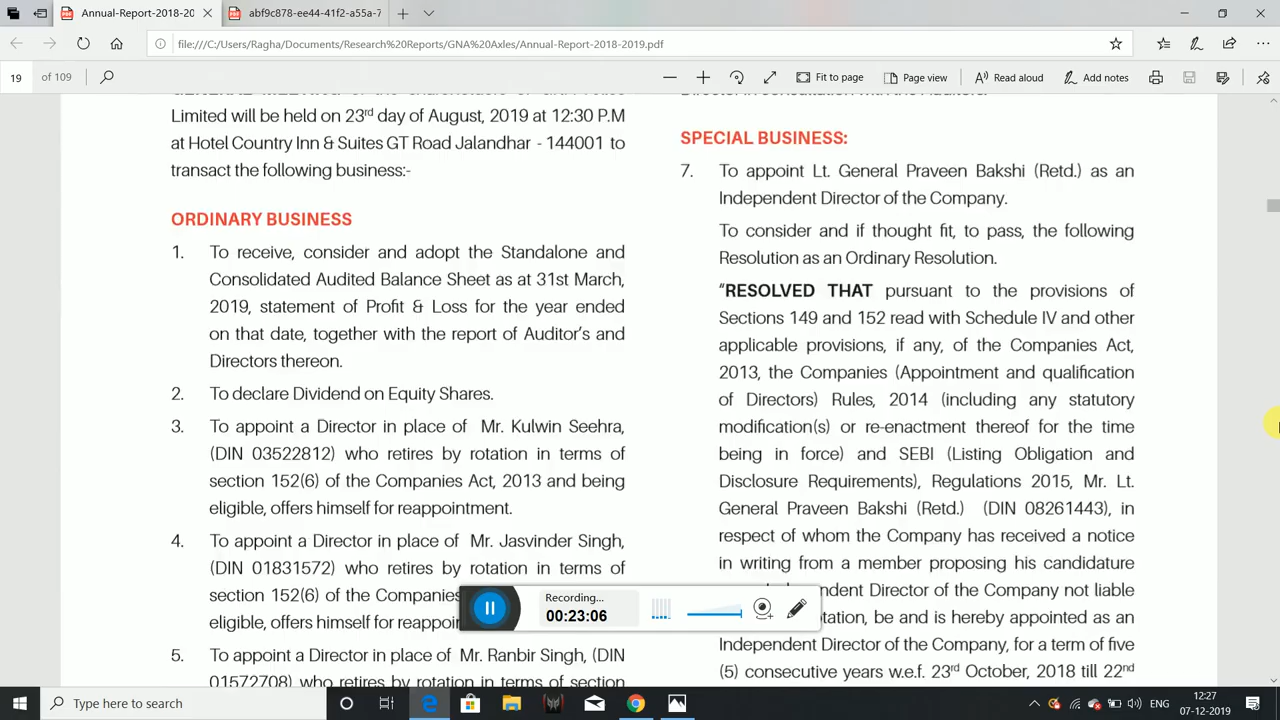 Annual-Report-2018-20
abf9c878-ee44-41f2-a55a-7
file:///C:/Users/Ragha/Documents/Research%20Reports/GNA%20Axles/Annual-Report-2018-2019.pdf
19 of 109
Fit to page
Page view
Read aloud
Add notes
Limited will be held on 23rd day of August, 2019 at 12:30 P.M
at Hotel Country Inn & Suites GT Road Jalandhar - 144001 to
transact the following business:-
ORDINARY BUSINESS
1. To receive, consider and adopt the Standalone and
Consolidated Audited Balance Sheet as at 31st March,
2019, statement of Profit & Loss for the year ended
on that date, together with the report of Auditor's and
Directors thereon.
2. To declare Dividend on Equity Shares.
3. To appoint a Director in place of Mr. Kulwin Seehra,
(DIN 03522812) who retires by rotation in terms of
section 152(6) of the Companies Act, 2013 and being
eligible, offers himself for reappointment.
4. To appoint a Director in place of Mr. Jasvinder Singh,
(DIN 01831572) who retires by rotation in terms of
section 152(6) of the Companies
eligible, offers himself for
5. To appoint a Director in place of Mr. Ranbir Singh, (DIN
01572708) who retires by rotation in terms of section
SPECIAL BUSINESS:
7. To appoint Lt. General Praveen Bakshi (Retd.) as an
Independent Director of the Company.
To consider and if thought fit, to pass, the following
Resolution as an Ordinary Resolution.
“RESOLVED THAT pursuant to the provisions of
Sections 149 and 152 read with Schedule IV and other
applicable provisions, if any, of the Companies Act,
2013, the Companies (Appointment and qualification
of Directors) Rules, 2014 (including any statutory
modification(s) or re-enactment thereof for the time
being in force) and SEBI (Listing Obligation and
Disclosure Requirements), Regulations 2015, Mr. Lt.
General Praveen Bakshi (Retd.) (DIN 08261443), in
respect of whom the Company has received a notice
in writing from a member proposing his candidature
Director of the Company not liable
be and is hereby appointed as an
Independent Director of the Company, for a term of five
(5) consecutive years w.e.f. 23rd October, 2018 till 22nd
Recording...
00:23:06
Type here to search
12:27
07-12-2019